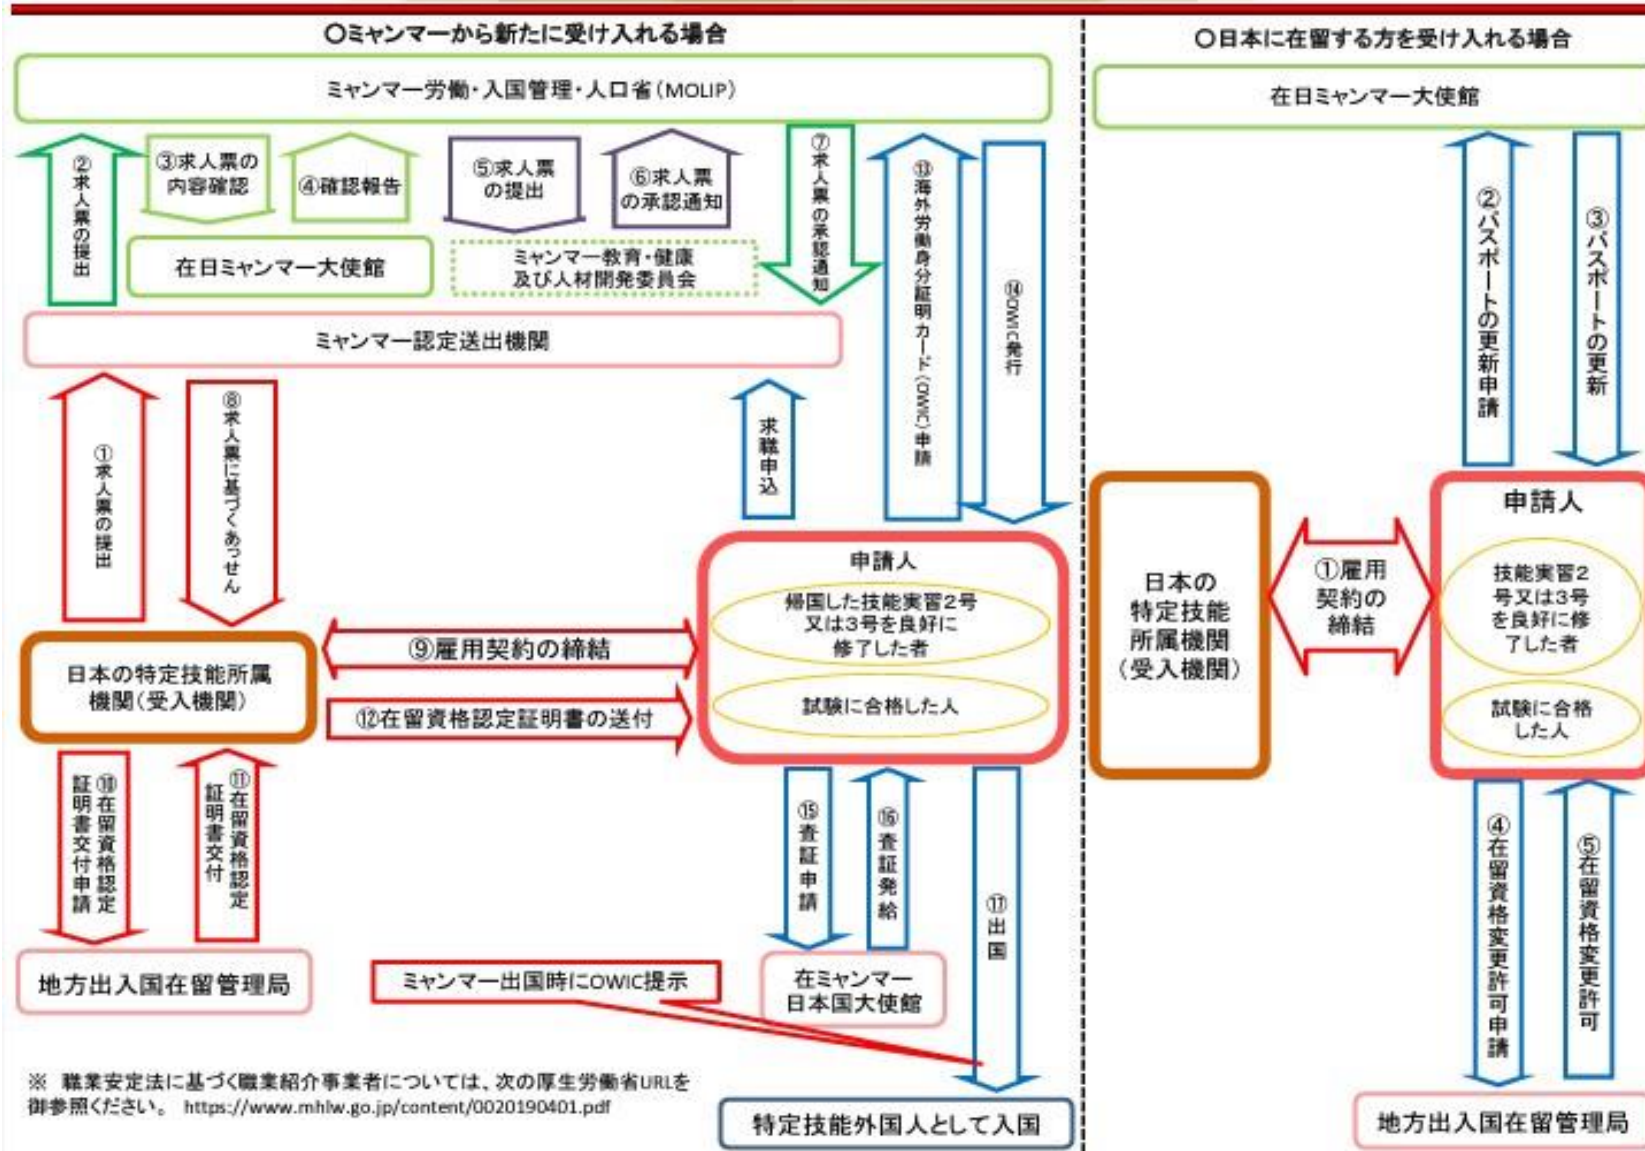 〇ミャンマーから新たに受け入れる場合
ミャンマー労働・入国管理・人口省(MOLIP)
②求人票の提出
③求人票の
内容確認
④確認報告
⑤求人票
の提出
⑥求人票
の承認通知
⑦求人票の承認通知
⑬海外労働身分証明カード(OWIC)申請
⑭OWIC発行
在日ミャンマー大使館
ミャンマー教育・健康
及び人材開発委員会
ミャンマー認定送出機関
①求人票の提出
⑧求人票に基づくあっせん
求職申込
申請人
帰国した技能実習2号
又は3号を良好に
修了した者
試験に合格した人
⑨雇用契約の締結
日本の特定技能所属
機関(受入機関)
⑫在留資格認定証明書の送付
⑩在留資格認定
証明書交付申請
⑪在留資格認定
証明書交付
⑮査証申請
⑯査証発給
⑰出国
地方出入国在留管理局
ミャンマー出国時にOWIC提示
在ミャンマー
日本国大使館
※ 職業安定法に基づく職業紹介事業者については、次の厚生労働省URLを
御参照ください。 https://www.mhlw.go.jp/content/0020190401.pdf
特定技能外国人として入国
〇日本に在留する方を受け入れる場合
在日ミャンマー大使館
②パスポートの更新申請
③パスポートの更新
日本の
特定技能
所属機関
(受入機関)
①雇用
契約の
締結
申請人
技能実習2
号又は3号
を良好に修
了した者
試験に合格
した人
④在留資格変更許可申請
⑤在留資格変更許可
地方出入国在留管理局